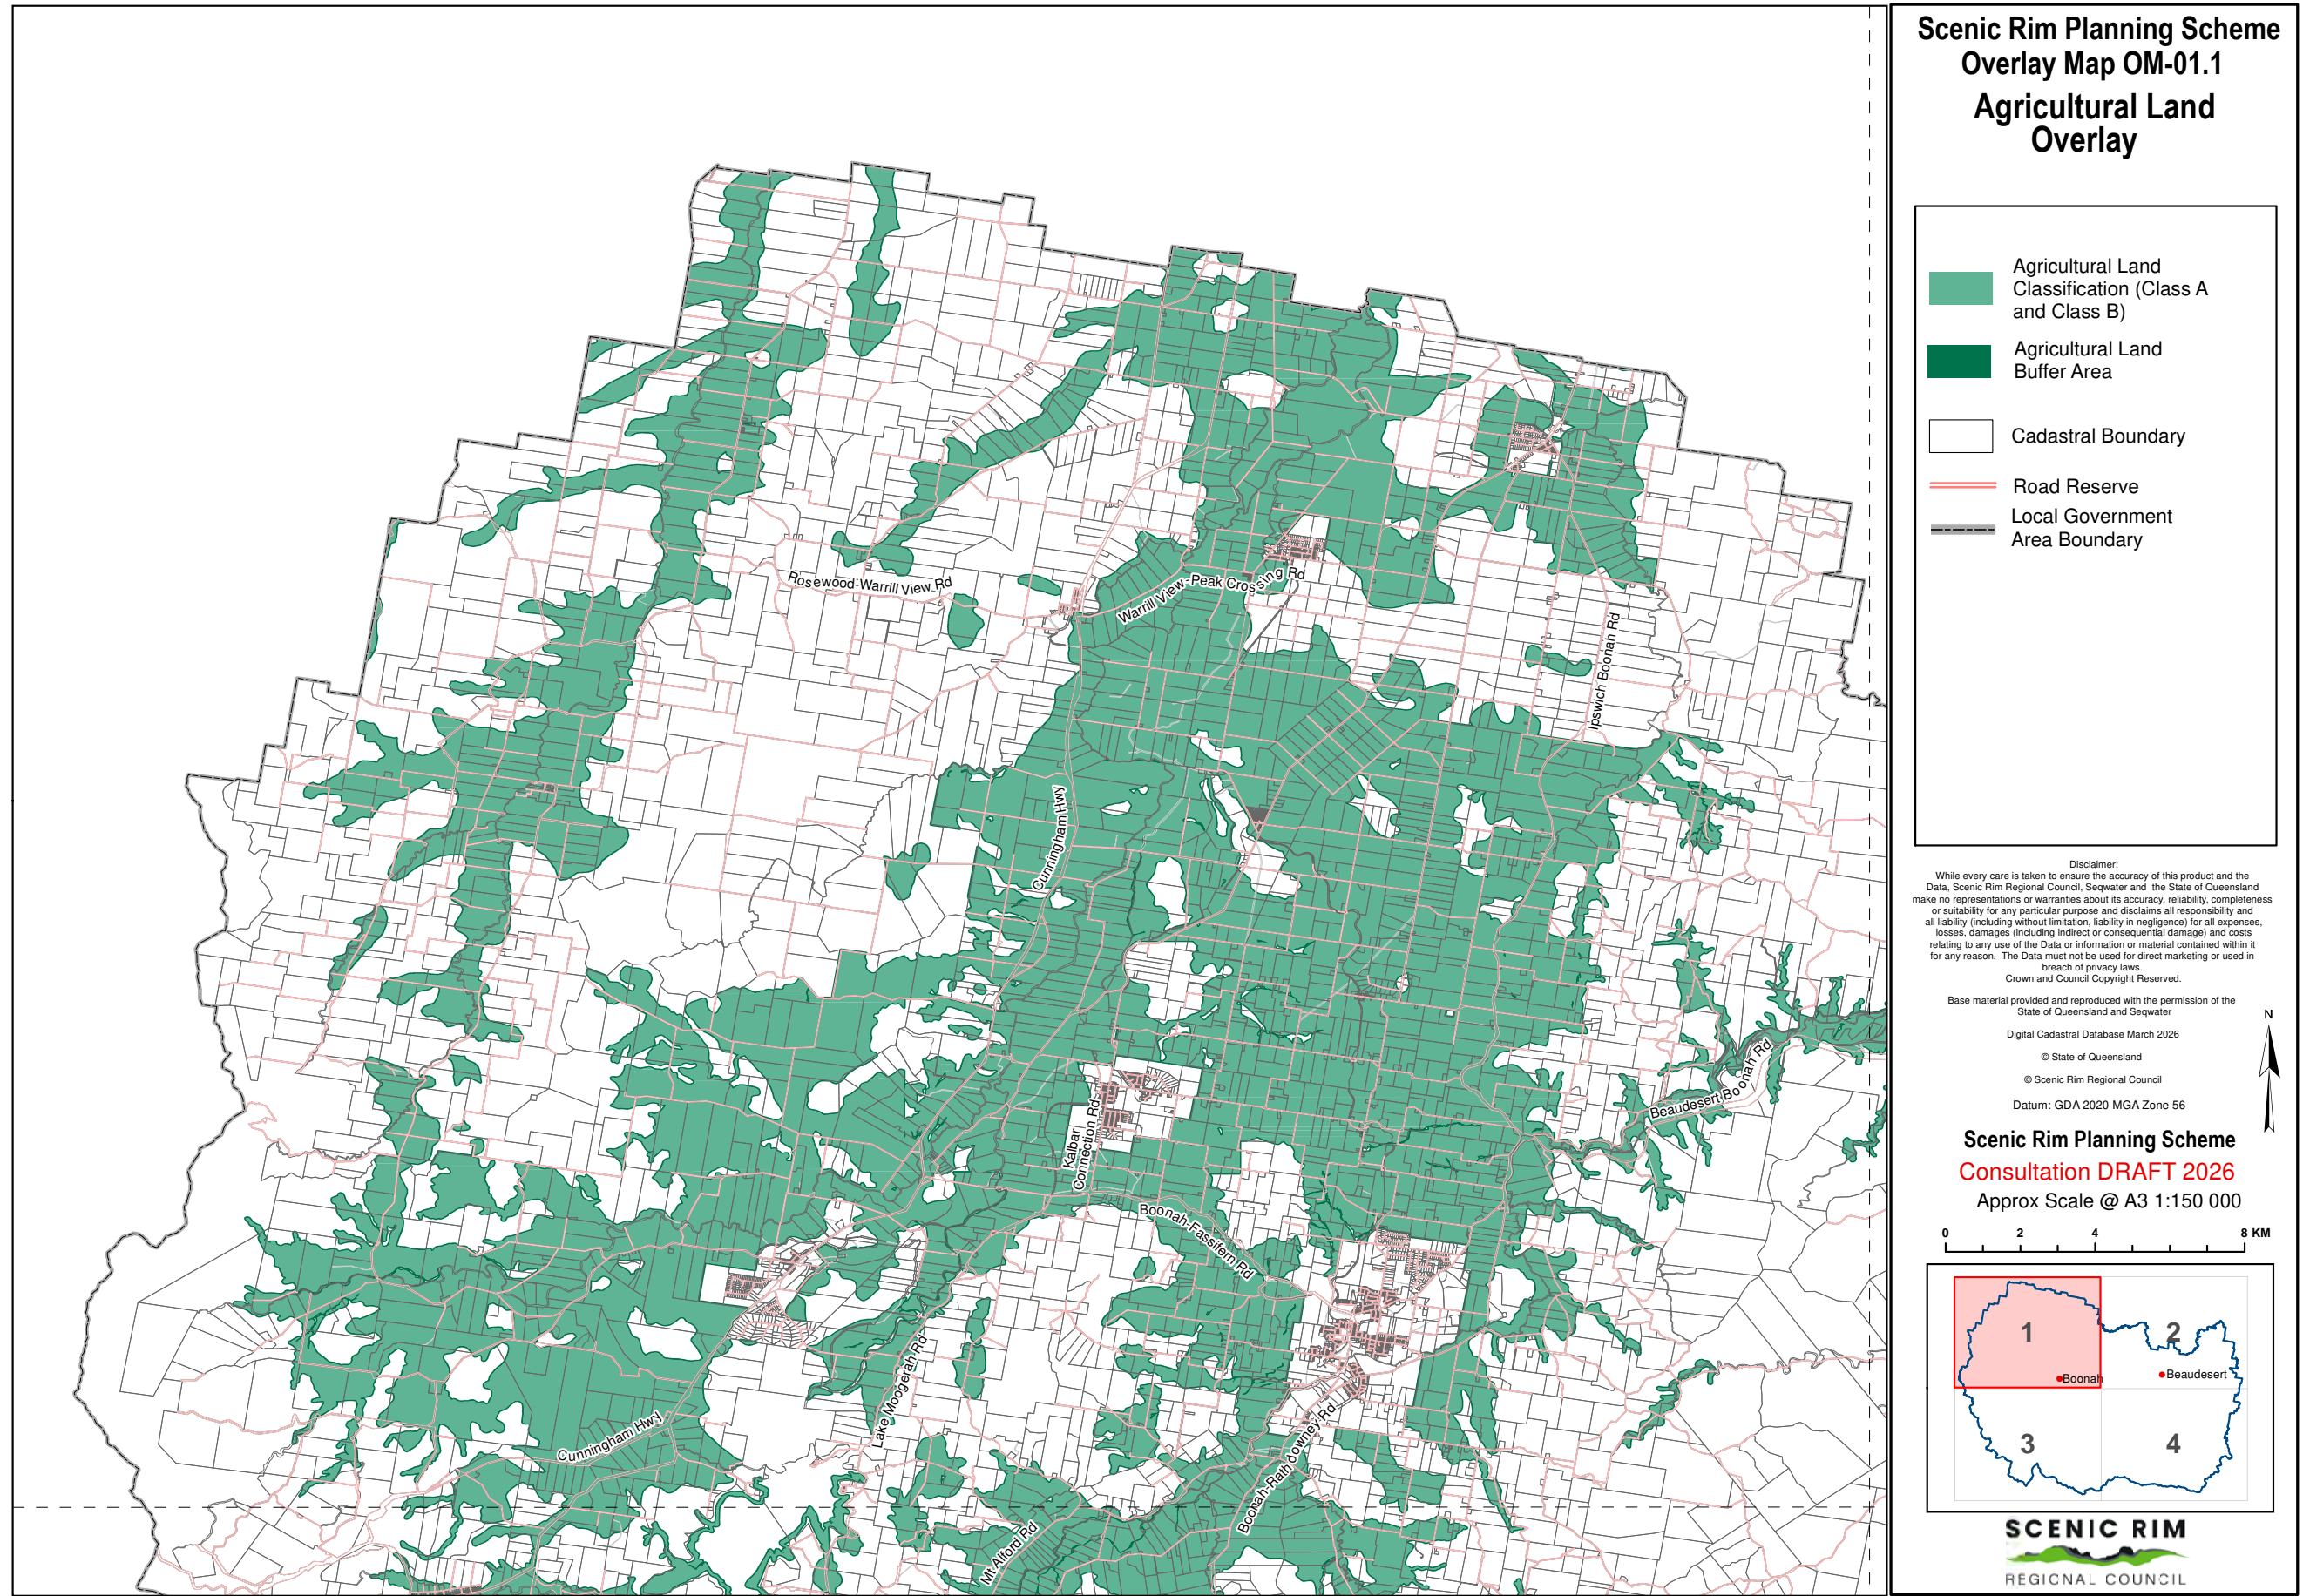 Scenic Rim Planning Scheme
Overlay Map OM-01.1
Agricultural Land
Overlay
Agricultural Land
Classification (Class A
and Class B)
Agricultural Land
Buffer Area
Cadastral Boundary
Road Reserve
Local Government
Area Boundary
Rosewood-Warrill View Rd
Warrill View-Peak Crossing Rd
Ipswich Boonah Rd
Cunningham Hwy
Beaudesert Boonah Rd
Kalbar
Connection Rd
Boonah-Fassifern Rd
Lake Moogerah Rd
Cunningham Hwy
Boonah-Rathdowney Rd
Mt Alford Rd
Disclaimer:
While every care is taken to ensure the accuracy of this product and the
Data, Scenic Rim Regional Council, Seqwater and the State of Queensland
make no representations or warranties about its accuracy, reliability, completeness
or suitability for any particular purpose and disclaims all responsibility and
all liability (including without limitation, liability in negligence) for all expenses,
losses, damages (including indirect or consequential damage) and costs
relating to any use of the Data or information or material contained within it
for any reason. The Data must not be used for direct marketing or used in
breach of privacy laws.
Crown and Council Copyright Reserved.
Base material provided and reproduced with the permission of the
State of Queensland and Seqwater
Digital Cadastral Database March 2026
© State of Queensland
© Scenic Rim Regional Council
Datum: GDA 2020 MGA Zone 56
N
Scenic Rim Planning Scheme
Consultation DRAFT 2026
Approx Scale @ A3 1:150 000
0 2 4 8 KM
1 2
Boonah Beaudesert
3 4
SCENIC RIM
REGIONAL COUNCIL